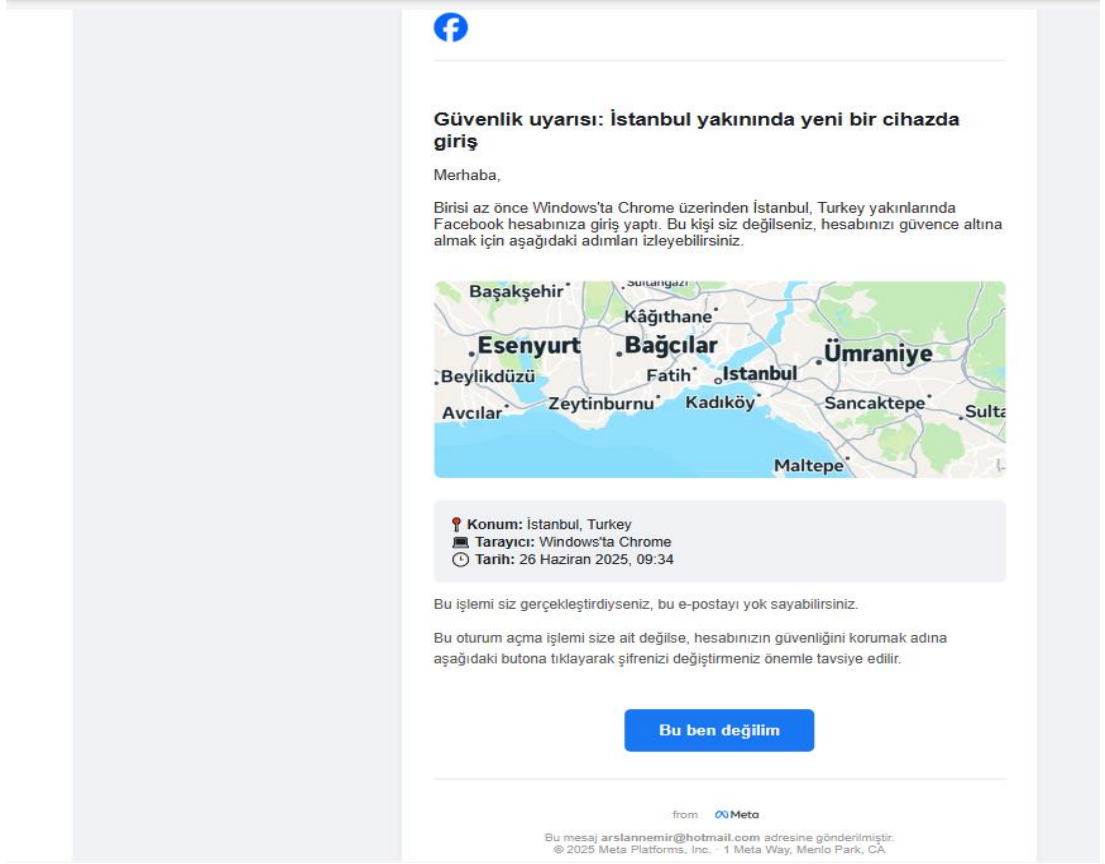 Güvenlik uyarısı: İstanbul yakınında yeni bir cihazda
giriş
Merhaba,
Birisi az önce Windows'ta Chrome üzerinden İstanbul, Turkey yakınlarında
Facebook hesabınıza giriş yaptı. Bu kişi siz değilseniz, hesabınızı güvence altına
almak için aşağıdaki adımları izleyebilirsiniz.
Başakşehir
Sultangazi
Kâğıthane
Esenyurt
Bağcılar
Ümraniye
Beylikdüzü
Fatih
Istanbul
Avcılar
Zeytinburnu
Kadıköy
Sancaktepe
Sulta
Maltepe
Konum: İstanbul, Turkey
Tarayıcı: Windows'ta Chrome
Tarih: 26 Haziran 2025, 09:34
Bu işlemi siz gerçekleştirdiyseniz, bu e-postayı yok sayabilirsiniz.
Bu oturum açma işlemi size ait değilse, hesabınızın güvenliğini korumak adına
aşağıdaki butona tıklayarak şifrenizi değiştirmeniz önemle tavsiye edilir.
Bu ben değilim
from Meta
Bu mesaj arslannemir@hotmail.com adresine gönderilmiştir.
© 2025 Meta Platforms, Inc. · 1 Meta Way, Menlo Park, CA